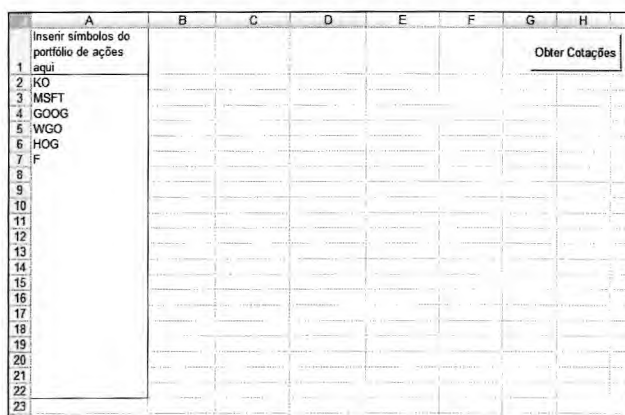 A B C D E F G H
Inserir símbolos do
portfólio de ações
1 aqui
Obter Cotações
2 KO
3 MSFT
4 GOOG
5 WGO
6 HOG
7 F
8
9
10
11
12
13
14
15
16
17
18
19
20
21
22
23